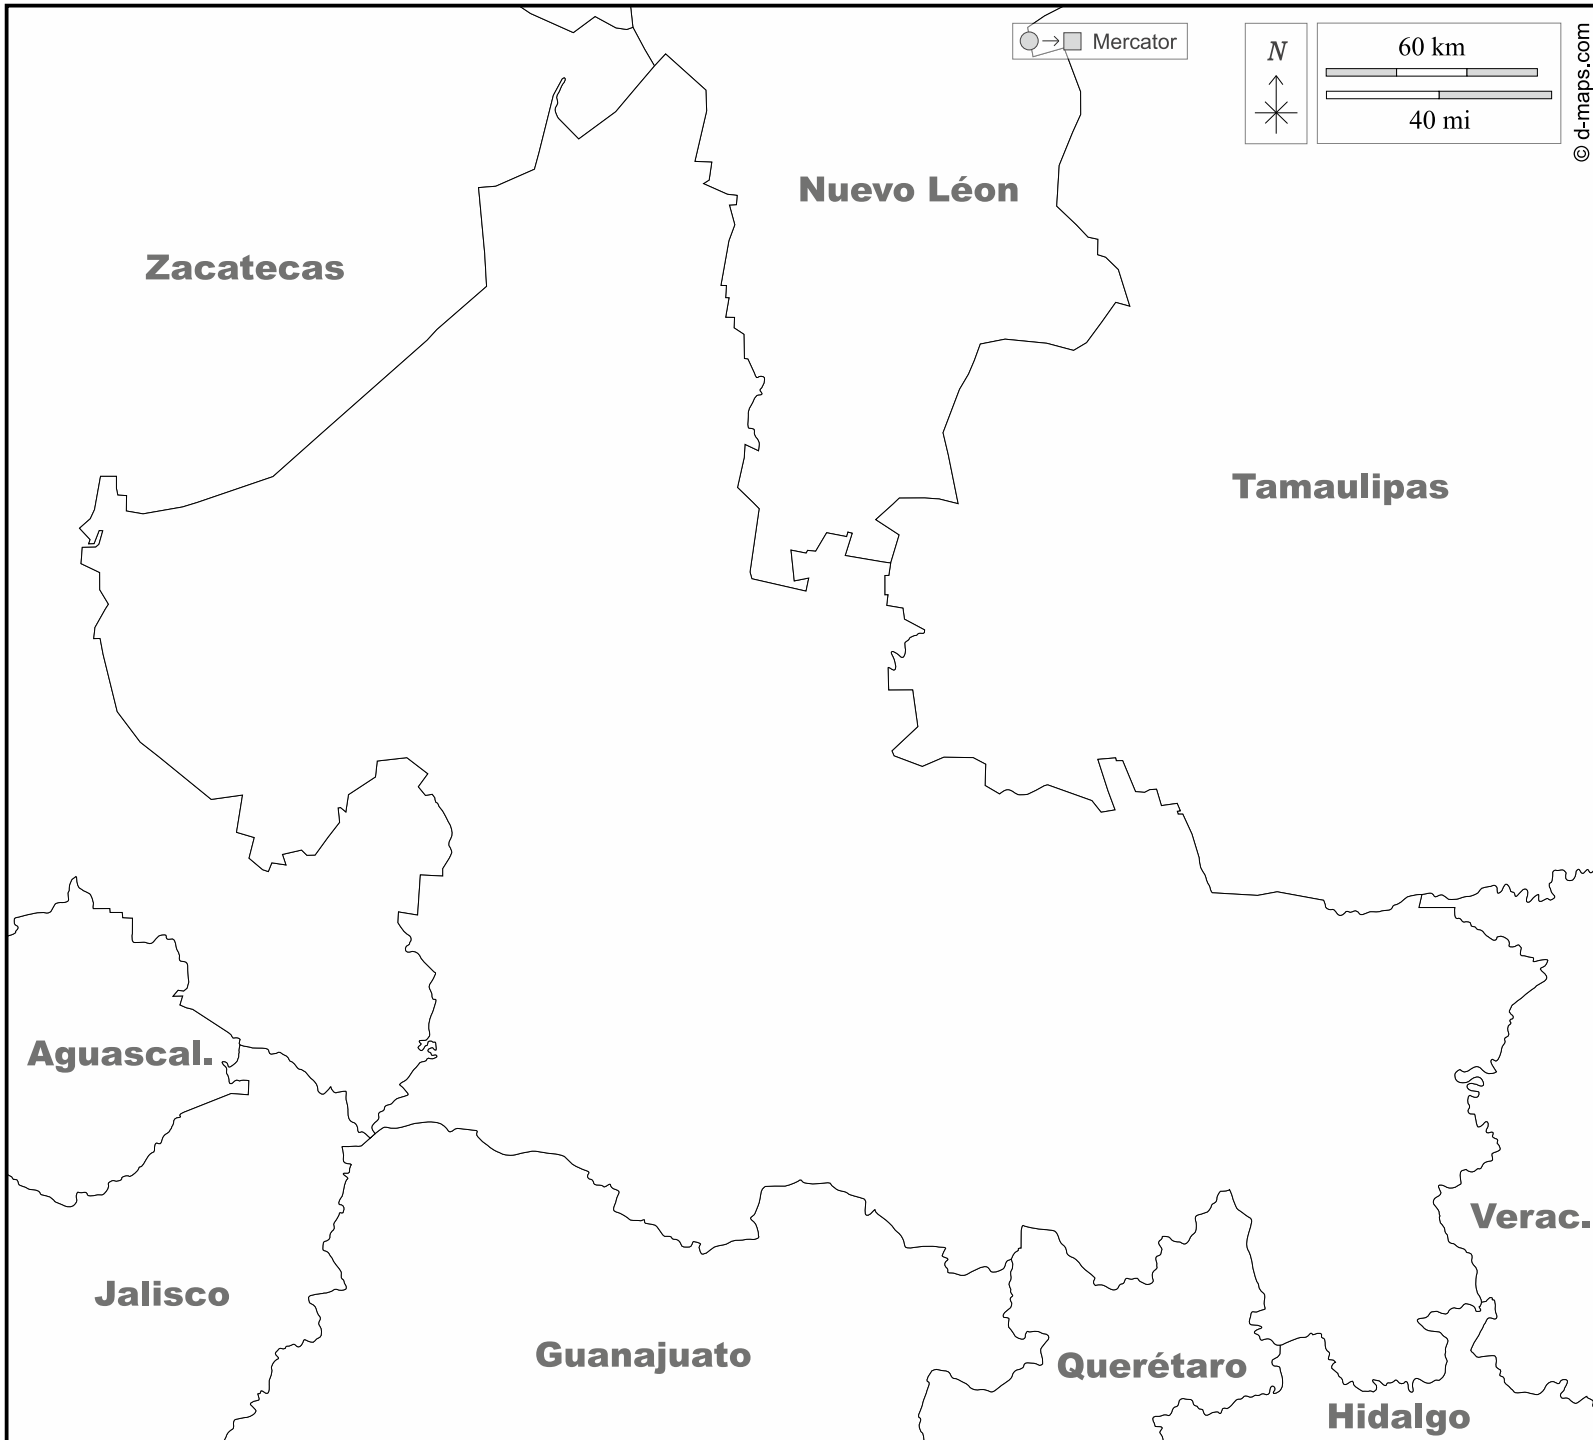 Mercator
N
60 km
40 mi
© d-maps.com
Nuevo Léon
Zacatecas
Tamaulipas
Aguascal.
Verac.
Jalisco
Guanajuato
Querétaro
Hidalgo